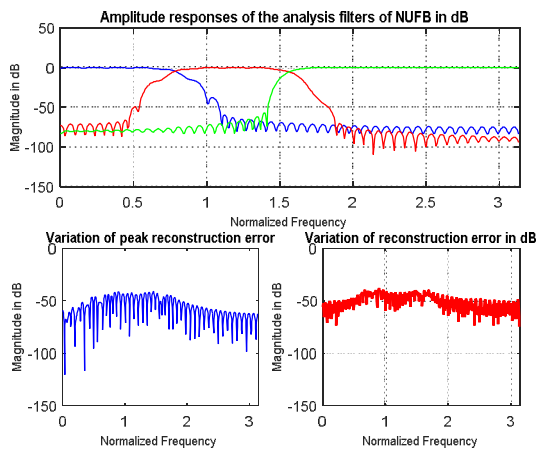 Amplitude responses of the analysis filters of NUFB in dB
Magnitude in dB
50
0
-50
-100
-150
0 0.5 1 1.5 2 2.5 3
Normalized Frequency
Variation of peak reconstruction error
Magnitude in dB
0
-50
-100
-150
0 1 2 3
Normalized Frequency
Variation of reconstruction error in dB
Magnitude in dB
0
-50
-100
-150
0 1 2 3
Normalized Frequency